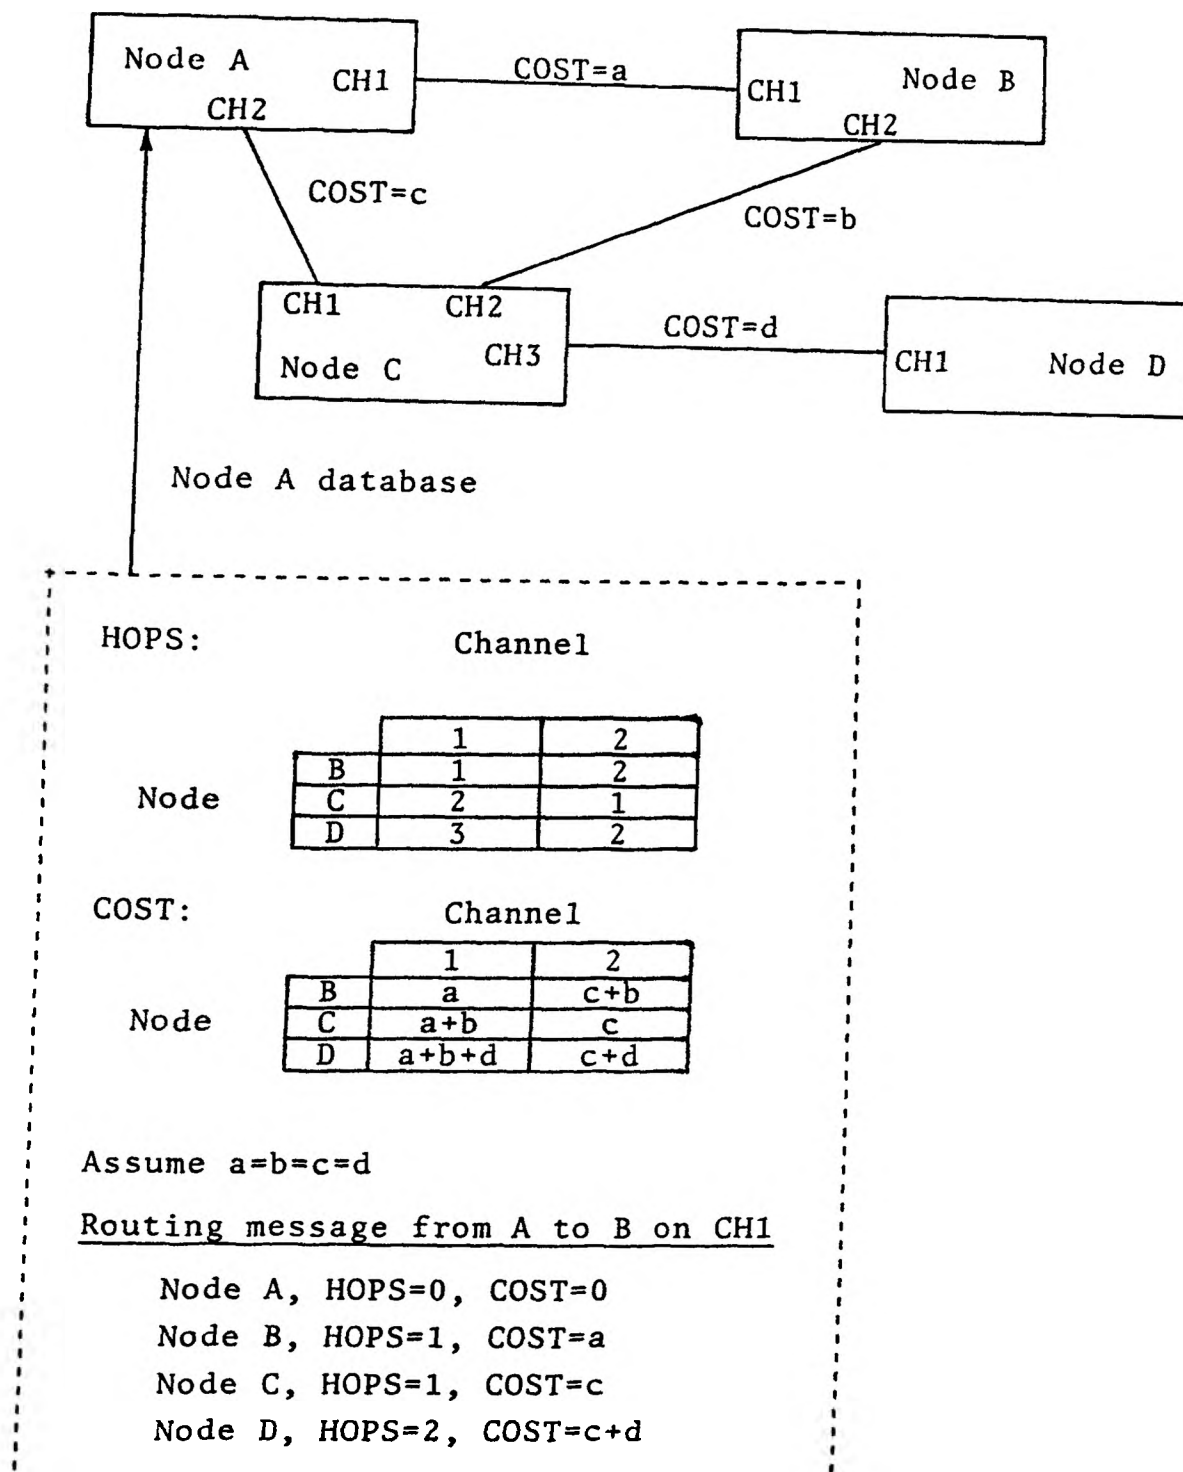 Node A
CH1
CH2
COST=a
CH1
Node B
CH2
COST=c
COST=b
CH1
CH2
CH3
Node C
COST=d
CH1
Node D
Node A database
HOPS:
Channel
1 2
B 1 2
Node
C 2 1
D 3 2
COST:
Channel
1 2
B a c+b
Node
C a+b c
D a+b+d c+d
Assume a=b=c=d
Routing message from A to B on CH1
Node A, HOPS=0, COST=0
Node B, HOPS=1, COST=a
Node C, HOPS=1, COST=c
Node D, HOPS=2, COST=c+d